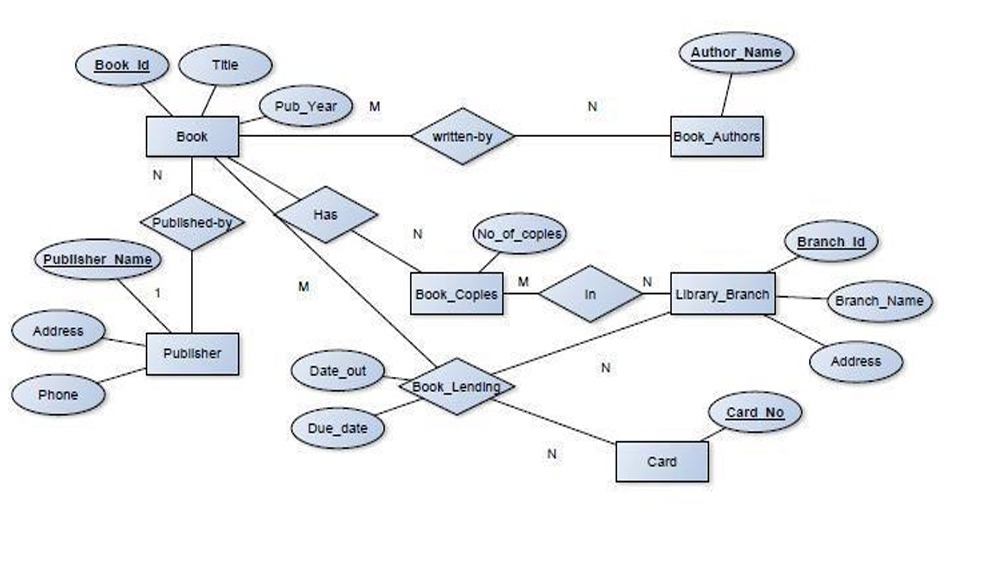 Author_Name
Book_Id
Title
Pub_Year
M
N
Book
written-by
Book_Authors
N
Published-by
Has
N
No_of_copies
Branch_Id
Publisher_Name
1
M
Book_Copies
M
In
N
Library_Branch
Branch_Name
Address
Publisher
Phone
Date_out
Book_Lending
N
Address
Due_date
Card_No
N
Card